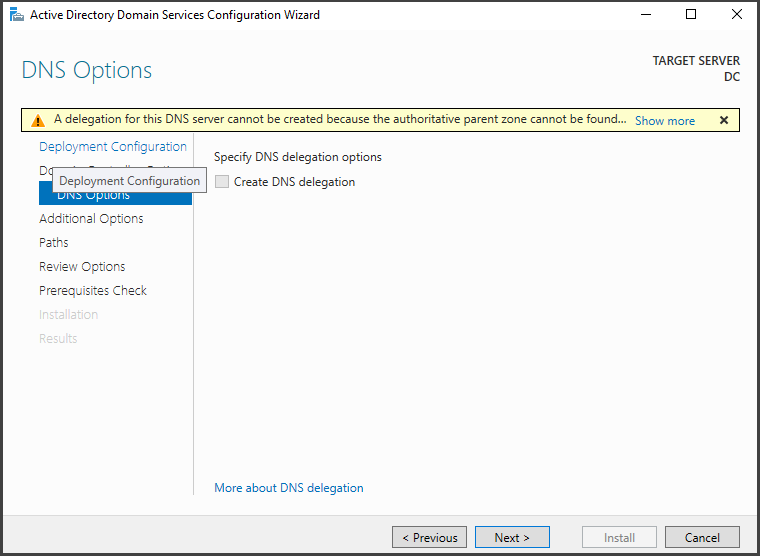 Active Directory Domain Services Configuration Wizard
DNS Options
TARGET SERVER
DC
A delegation for this DNS server cannot be created because the authoritative parent zone cannot be found... Show more
Deployment Configuration
Deployment Configuration
DNS Options
Additional Options
Paths
Review Options
Prerequisites Check
Installation
Results
Specify DNS delegation options
Create DNS delegation
More about DNS delegation
< Previous
Next >
Install
Cancel